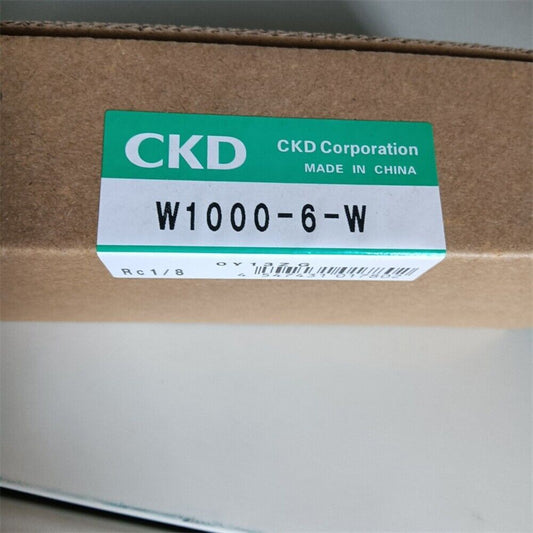 CKD
CKD Corporation
MADE IN CHINA
W1000-6-W
Rc1/8